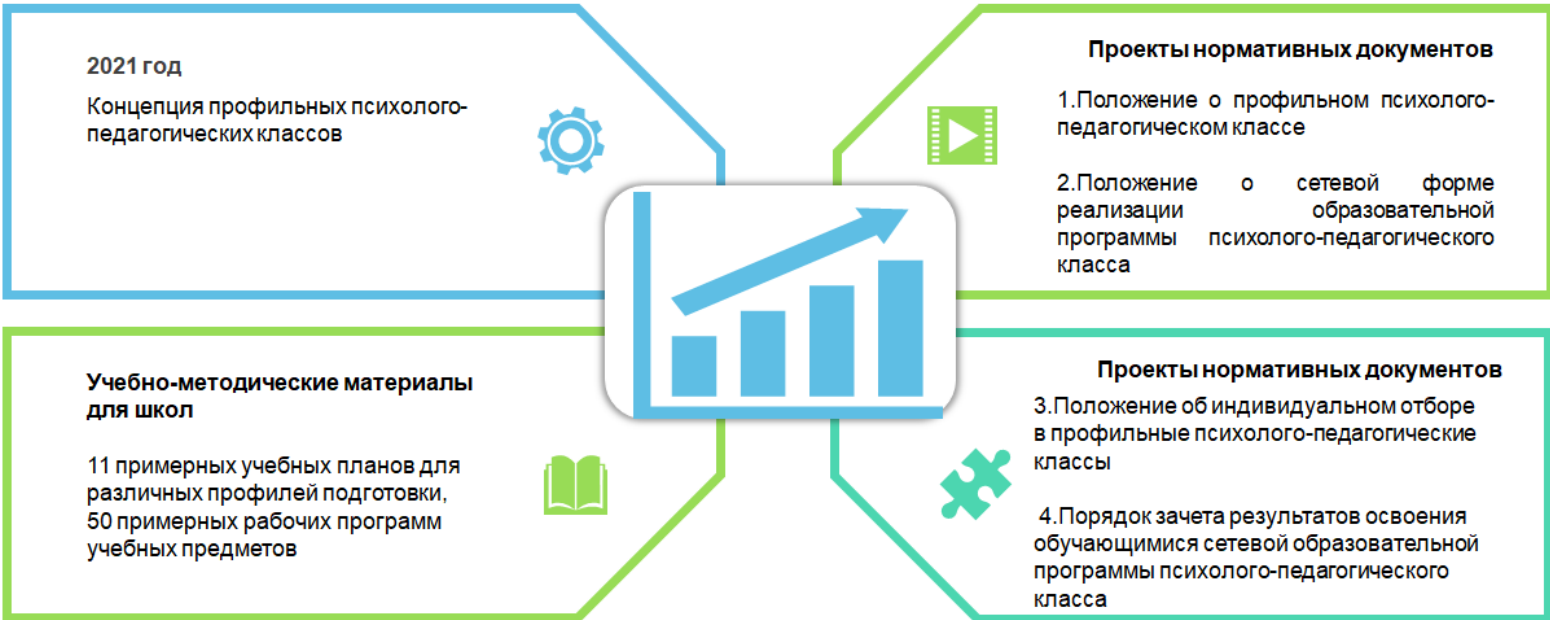 2021 год
Концепция профильных психолого-
педагогических классов
Проекты нормативных документов
1.Положение о профильном психолого-
педагогическом классе
2.Положение о сетевой форме
реализации образовательной
программы психолого-педагогического
класса
Учебно-методические материалы
для школ
11 примерных учебных планов для
различных профилей подготовки,
50 примерных рабочих программ
учебных предметов
Проекты нормативных документов
3.Положение об индивидуальном отборе
в профильные психолого-педагогические
классы
4.Порядок зачета результатов освоения
обучающимися сетевой образовательной
программы психолого-педагогического
класса